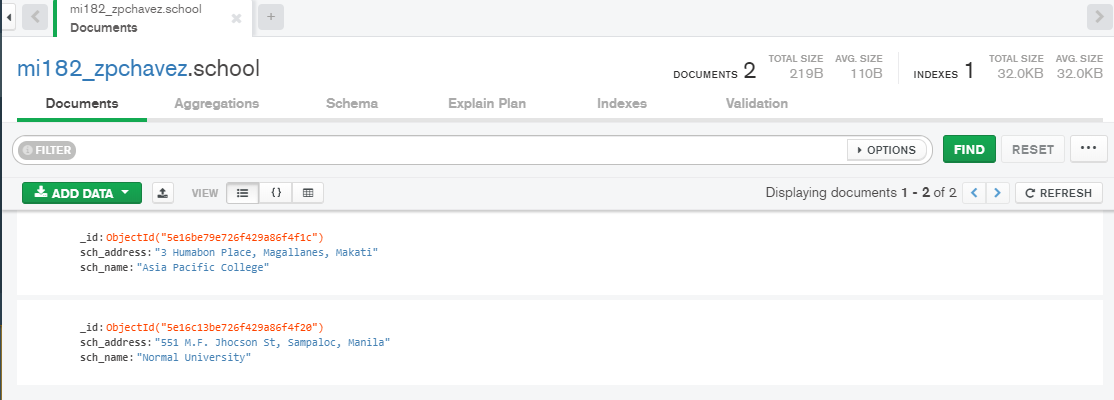 mi182_zpchavez.school
Documents
mi182_zpchavez.school
DOCUMENTS 2 TOTAL SIZE 219B AVG. SIZE 110B INDEXES 1 TOTAL SIZE 32.0KB AVG. SIZE 32.0KB
Documents Aggregations Schema Explain Plan Indexes Validation
FILTER OPTIONS FIND RESET ...
ADD DATA VIEW { } Displaying documents 1 - 2 of 2 < > REFRESH
_id: ObjectId("5e16be79e726f429a86f4f1c")
sch_address: "3 Humabon Place, Magallanes, Makati"
sch_name: "Asia Pacific College"
_id: ObjectId("5e16c13be726f429a86f4f20")
sch_address: "551 M.F. Jhocson St, Sampaloc, Manila"
sch_name: "Normal University"